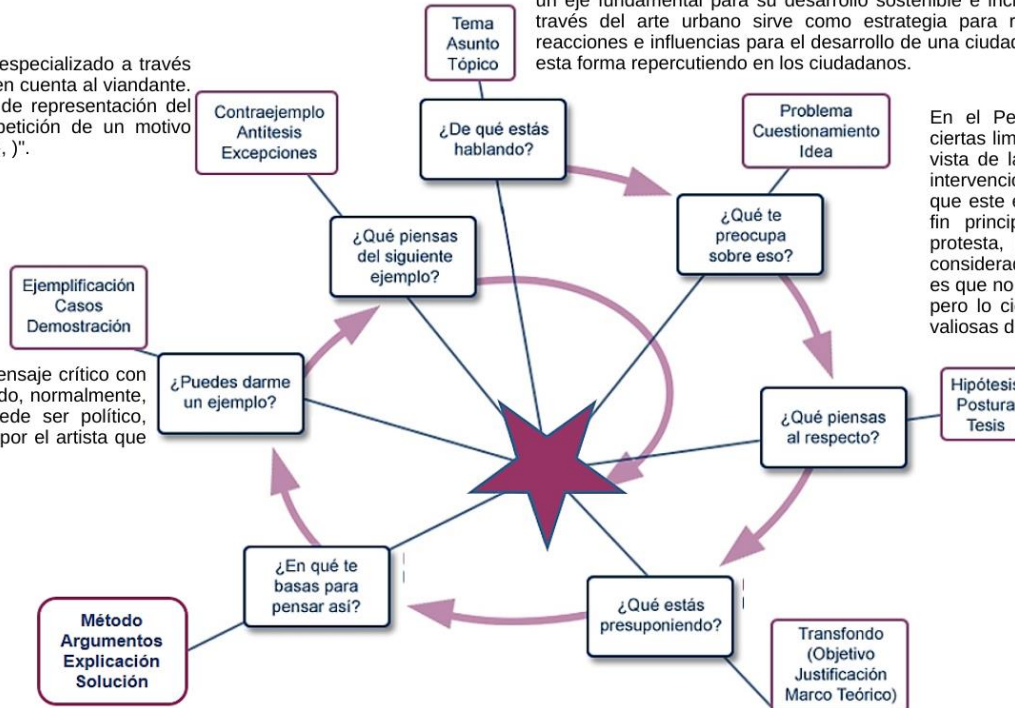 un eje fundamental para su desarrollo sostenible e incl
través del arte urbano sirve como estrategia para r
reacciones e influencias para el desarrollo de una ciudad
esta forma repercutiendo en los ciudadanos.
Tema
Asunto
Tópico
especializado a través
en cuenta al viandante.
de representación del
petición de un motivo
, )".
Contraejemplo
Antítesis
Excepciones
¿De qué estás
hablando?
Problema
Cuestionamiento
Idea
En el Pe
ciertas lim
vista de la
intervencio
que este e
fin princip
protesta,
considerac
es que no
pero lo cie
valiosas d
¿Qué piensas
del siguiente
ejemplo?
¿Qué te
preocupa
sobre eso?
Ejemplificación
Casos
Demostración
ensaje crítico con
do, normalmente,
ede ser político,
por el artista que
¿Puedes darme
un ejemplo?
¿Qué piensas
al respecto?
Hipótesis
Postura
Tesis
¿En qué te
basas para
pensar así?
¿Qué estás
presuponiendo?
Método
Argumentos
Explicación
Solución
Transfondo
(Objetivo
Justificación
Marco Teórico)